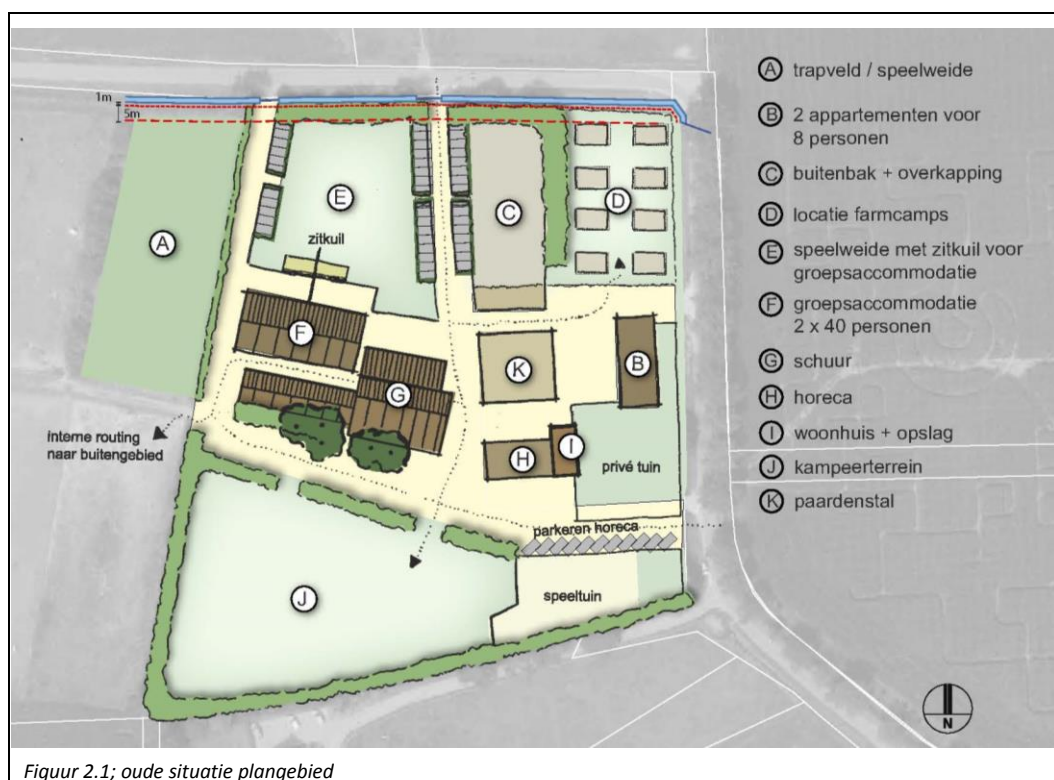 1m
5m
A
E
zitkuil
C
D
F
G
K
B
H
I
privé tuin
Interne routing
naar buitengebied
parkeren horeca
J
speeltuin
A trapveld / speelweide
B 2 appartementen voor
8 personen
C buitenbak + overkapping
D locatie farmcamps
E speelweide met zitkuil voor
groepsaccommodatie
F groepsaccommodatie
2 x 40 personen
G schuur
H horeca
I woonhuis + opslag
J kampeerterrein
K paardenstal
N
Figuur 2.1; oude situatie plangebied